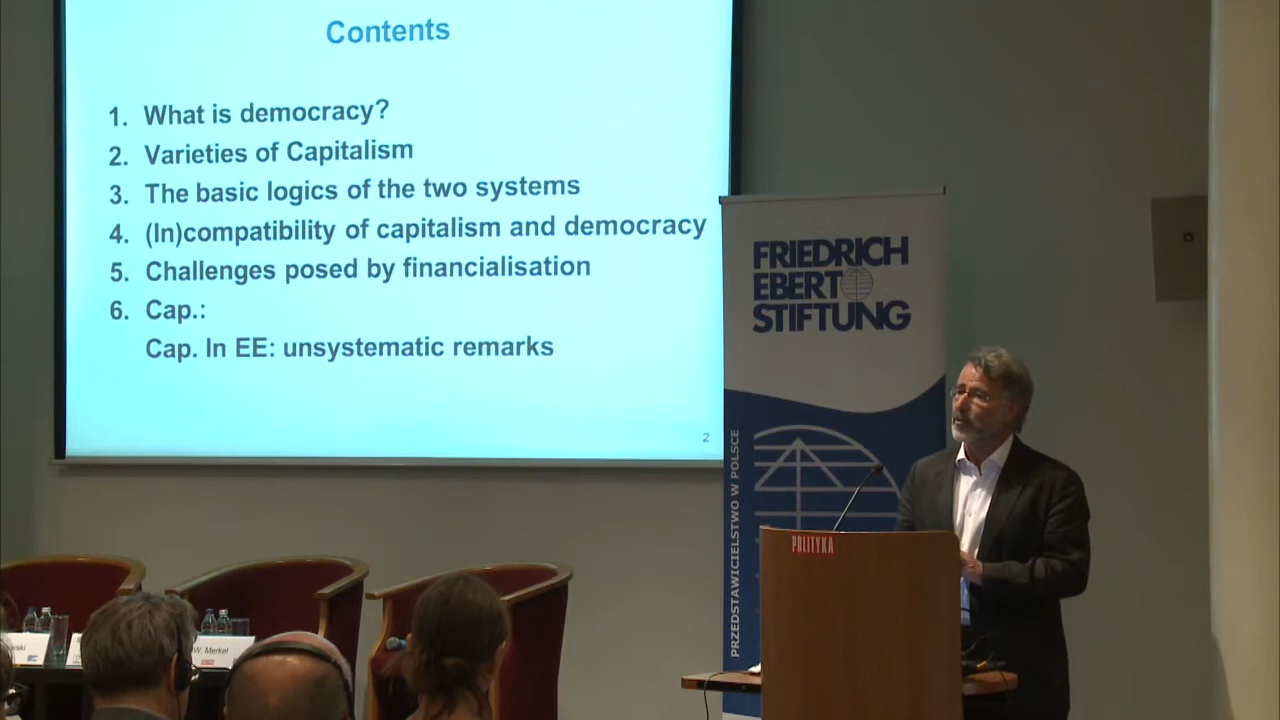 Contents
1. What is democracy?
2. Varieties of Capitalism
3. The basic logics of the two systems
4. (In)compatibility of capitalism and democracy
5. Challenges posed by financialisation
6. Cap.:
Cap. In EE: unsystematic remarks
2
FRIEDRICH
EBERT
STIFTUNG
PRZEDSTAWICIELSTWO W POLSCE
POLITYKA
W. Merkel